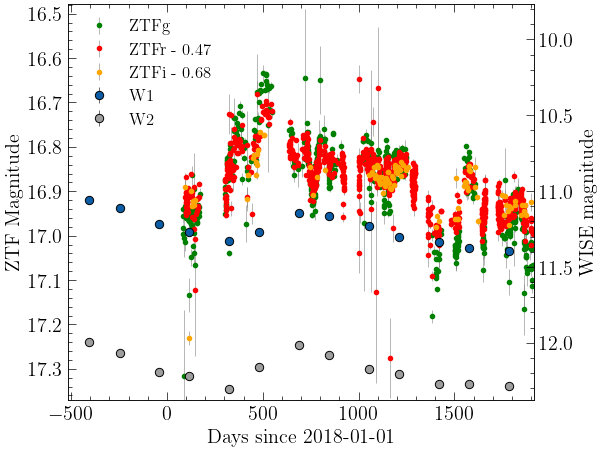 16.5
16.6
16.7
16.8
16.9
17.0
17.1
17.2
17.3
ZTF Magnitude
ZTFg
ZTFr - 0.47
ZTFi - 0.68
W1
W2
10.0
10.5
11.0
11.5
12.0
WISE magnitude
−500
0
500
1000
1500
Days since 2018-01-01